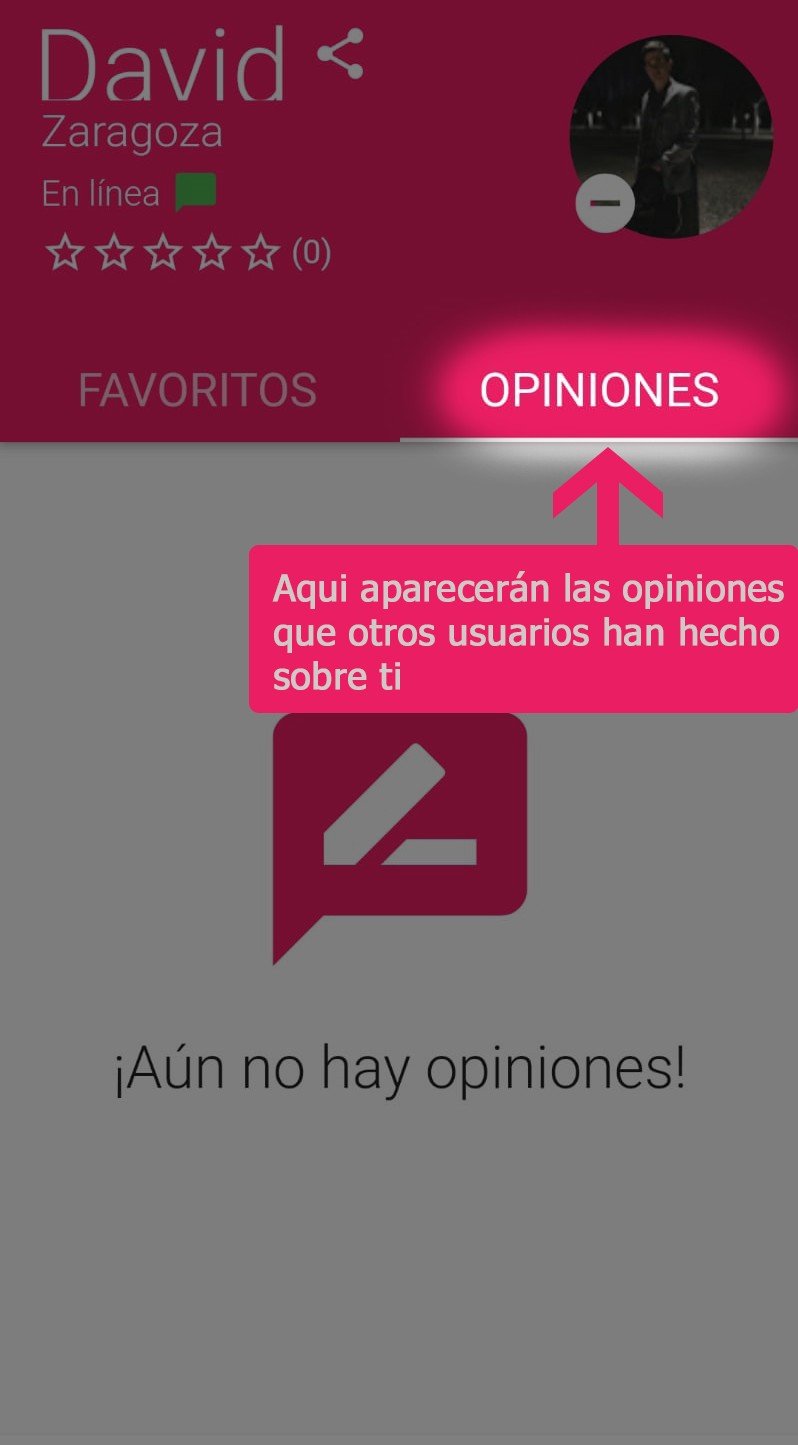 David
Zaragoza
En línea
(0)
FAVORITOS
OPINIONES
Aqui aparecerán las opiniones
que otros usuarios han hecho
sobre ti
¡Aún no hay opiniones!